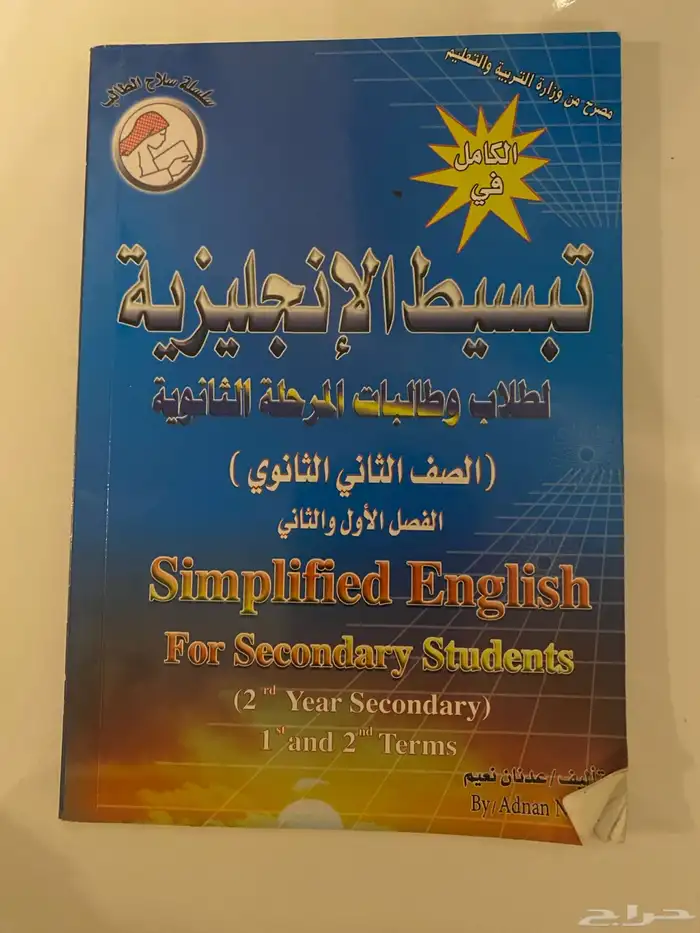 مصرح من وزارة التربية والتعليم
سلسلة سلاح الطالب
الكامل
في
تبسيط الإنجليزية
لطلاب وطالبات المرحلة الثانوية
(الصف الثاني الثانوي)
الفصل الأول والثاني
Simplified English
For Secondary Students
(2rd Year Secondary)
1st and 2nd Terms
تأليف/عدنان نعيم
By/Adnan N
حراج